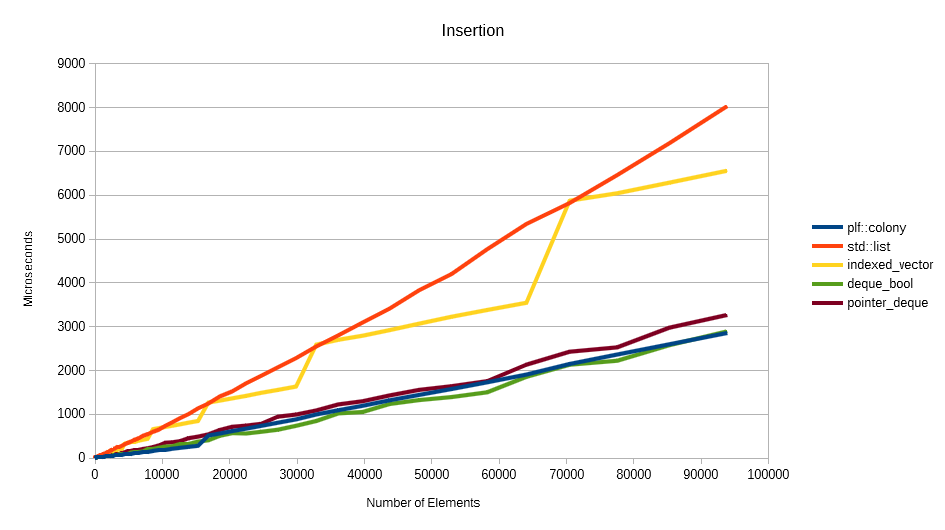 Insertion
9000
8000
7000
6000
5000
4000
3000
2000
1000
0
Microseconds
0 10000 20000 30000 40000 50000 60000 70000 80000 90000 100000
Number of Elements
plf::colony
std::list
indexed_vector
deque_bool
pointer_deque